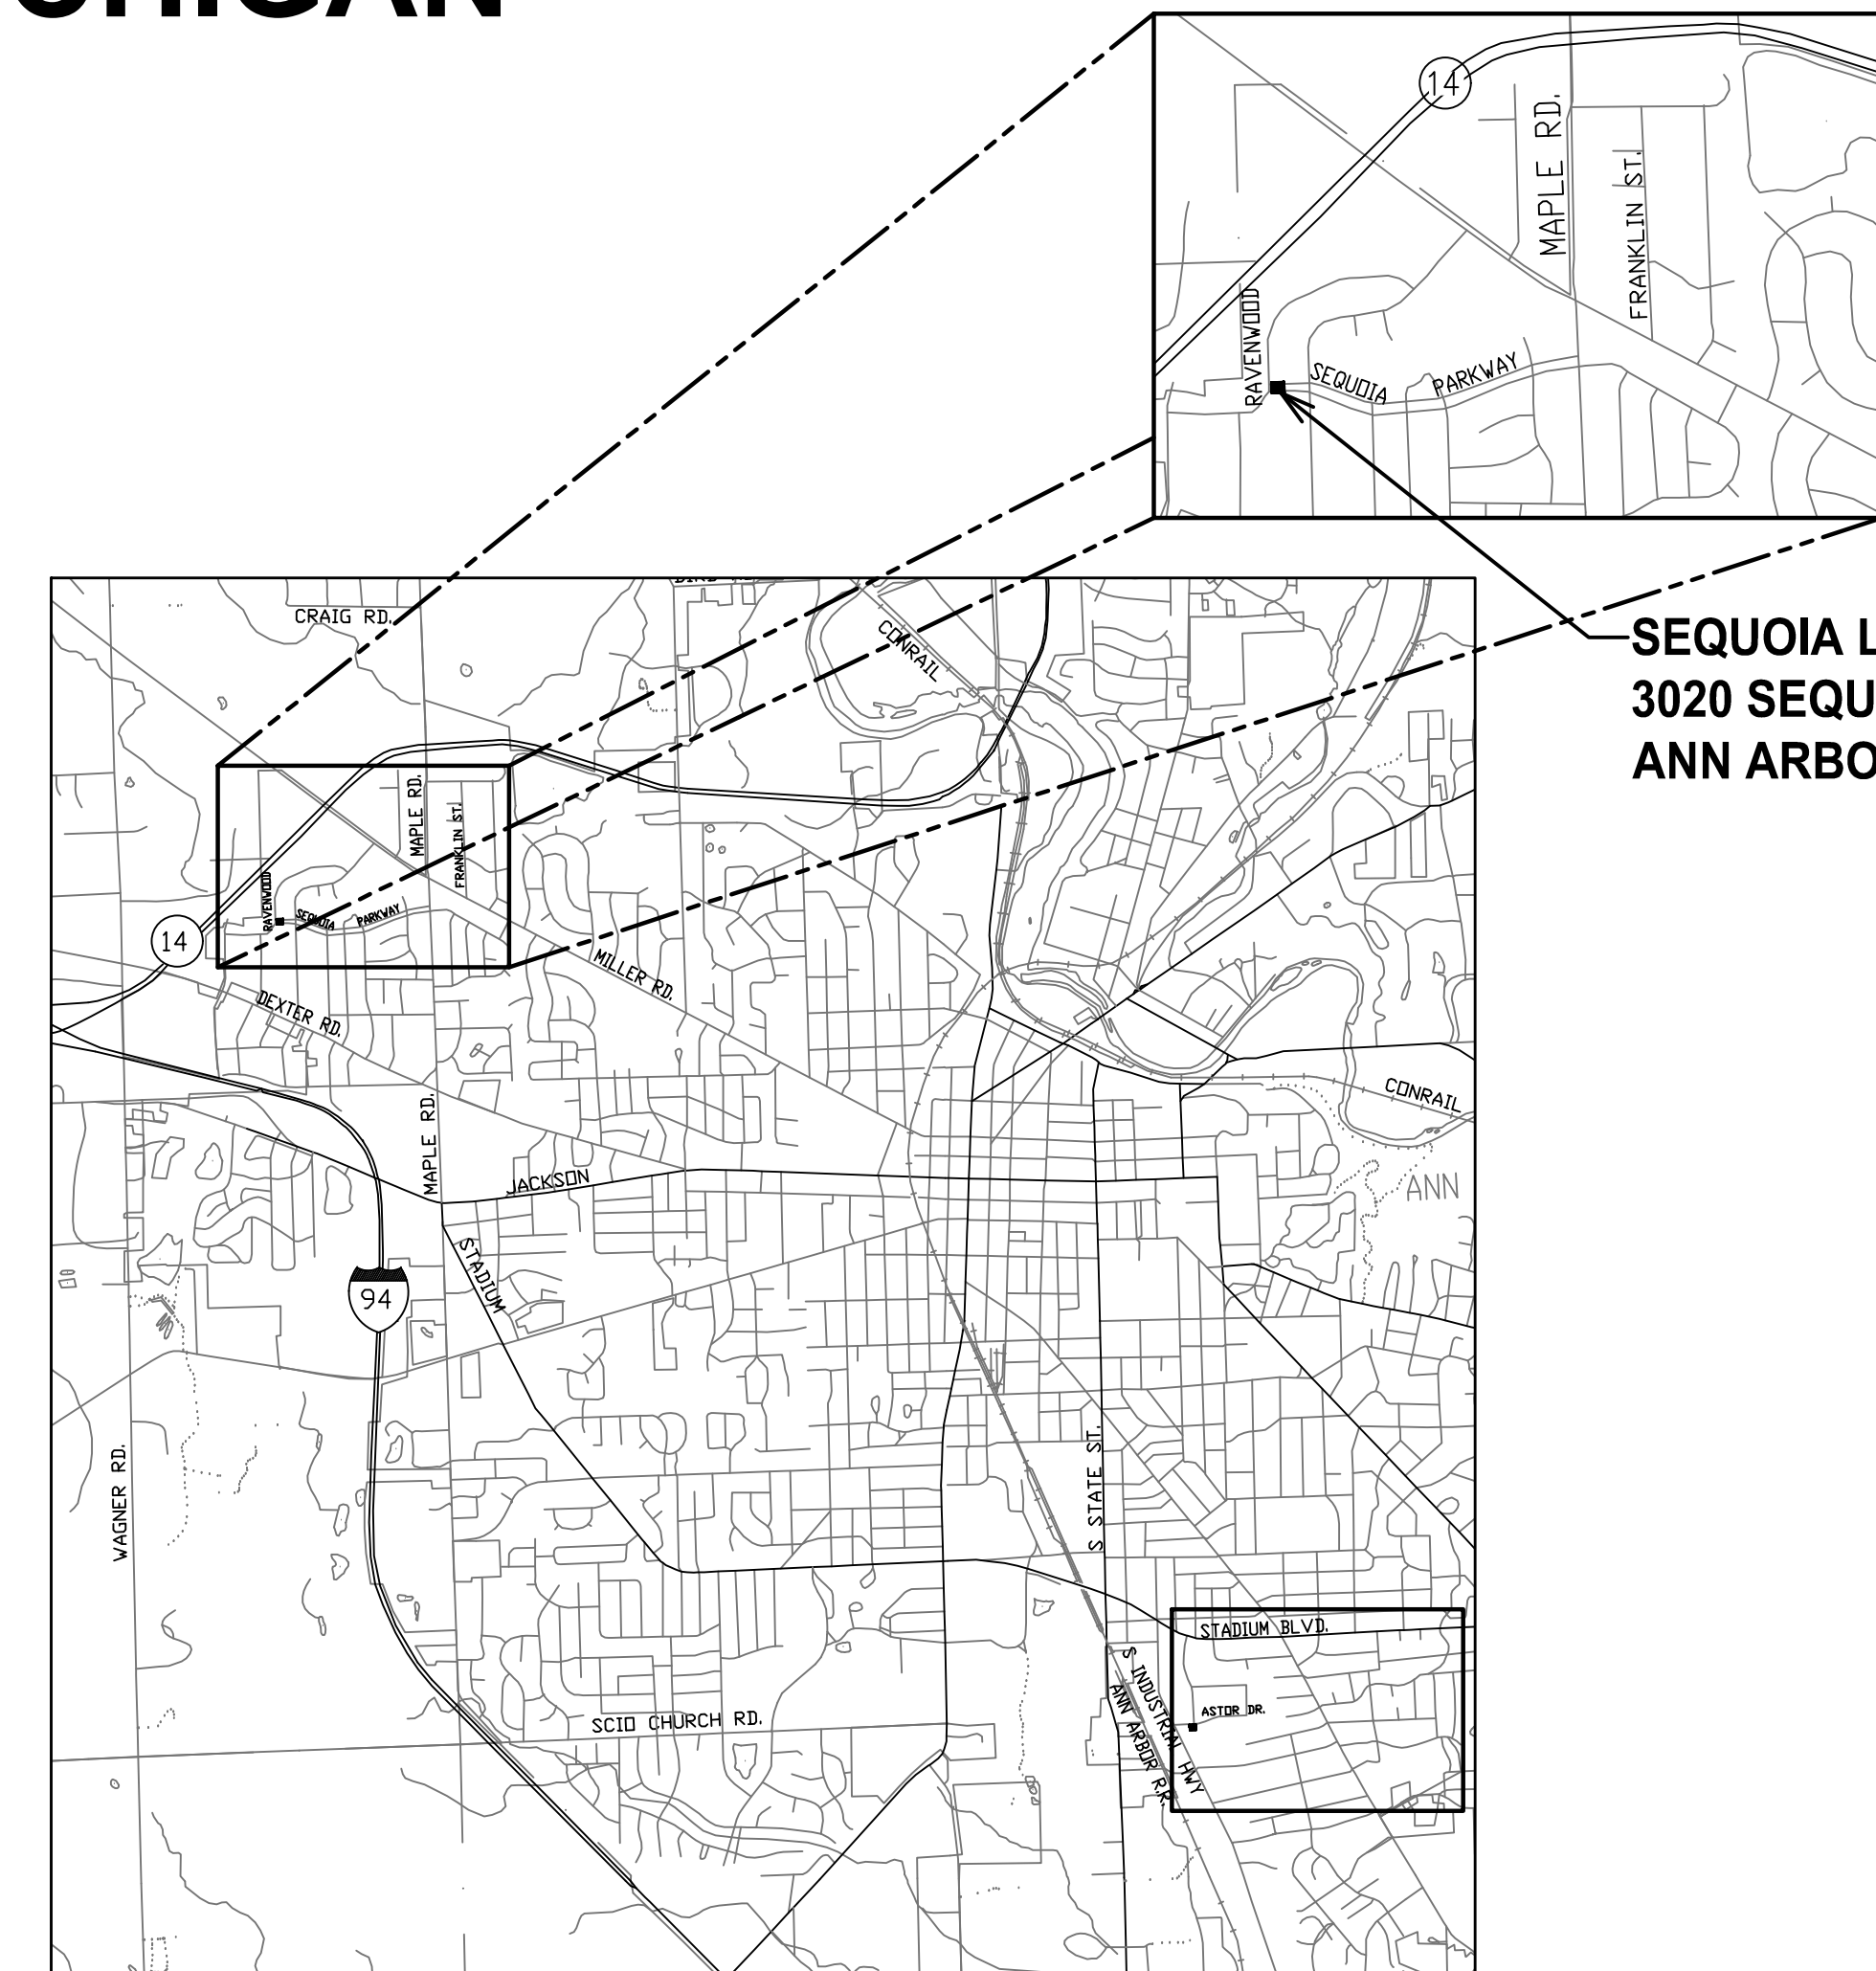 14
MAPLE RD.
FRANKLIN ST.
RAVENWOOD
SEQUOIA
PARKWAY
SEQUOIA L
3020 SEQU
ANN ARBO
CRAIG RD.
CONRAIL
MAPLE RD.
FRANKLIN ST.
RAVENWOOD
SEQUOIA
PARKWAY
14
MILLER RD.
DEXTER RD.
CONRAIL
MAPLE RD.
JACKSON
ANN
STADIUM
94
WAGNER RD.
S STATE ST.
STADIUM BLVD.
S INDUSTRIAL HWY
ANN ARBOR R.R.
ASTOR DR.
SCIO CHURCH RD.